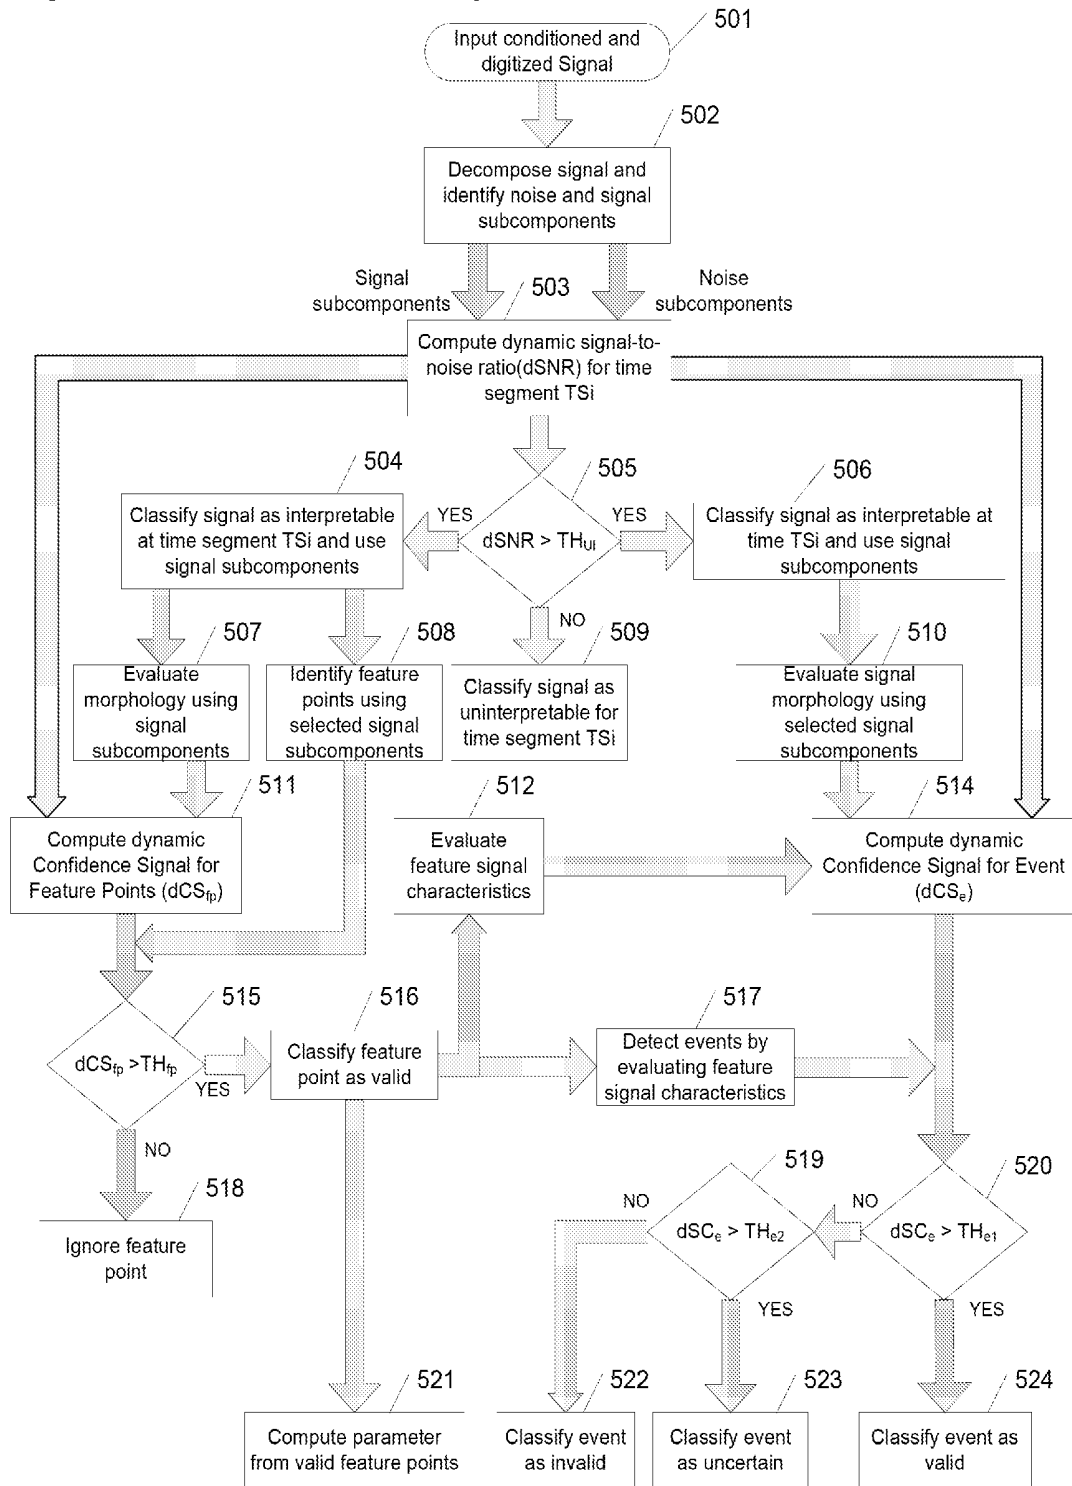 501
Input conditioned and
digitized Signal
502
Decompose signal and
identify noise and signal
subcomponents
Signal
subcomponents
503
Noise
subcomponents
Compute dynamic signal-to-
noise ratio(dSNR) for time
segment TSi
504
505
506
Classify signal as interpretable
at time segment TSi and use
signal subcomponents
YES
dSNR > TH_UI
YES
Classify signal as interpretable at
time TSi and use signal
subcomponents
NO
507
508
509
510
Evaluate
morphology using
signal
subcomponents
Identify feature
points using
selected signal
subcomponents
Classify signal as
uninterpretable for
time segment TSi
Evaluate signal
morphology using
selected signal
subcomponents
511
512
514
Compute dynamic
Confidence Signal for
Feature Points (dCS_fp)
Evaluate
feature signal
characteristics
Compute dynamic
Confidence Signal for Event
(dCS_e)
515
516
517
dCS_fp >TH_fp
YES
Classify feature
point as valid
Detect events by
evaluating feature
signal characteristics
NO
518
Ignore feature
point
519
520
NO
dSC_e > TH_e2
NO
dSC_e > TH_e1
YES
YES
521
522
523
524
Compute parameter
from valid feature points
Classify event
as invalid
Classify event
as uncertain
Classify event as
valid